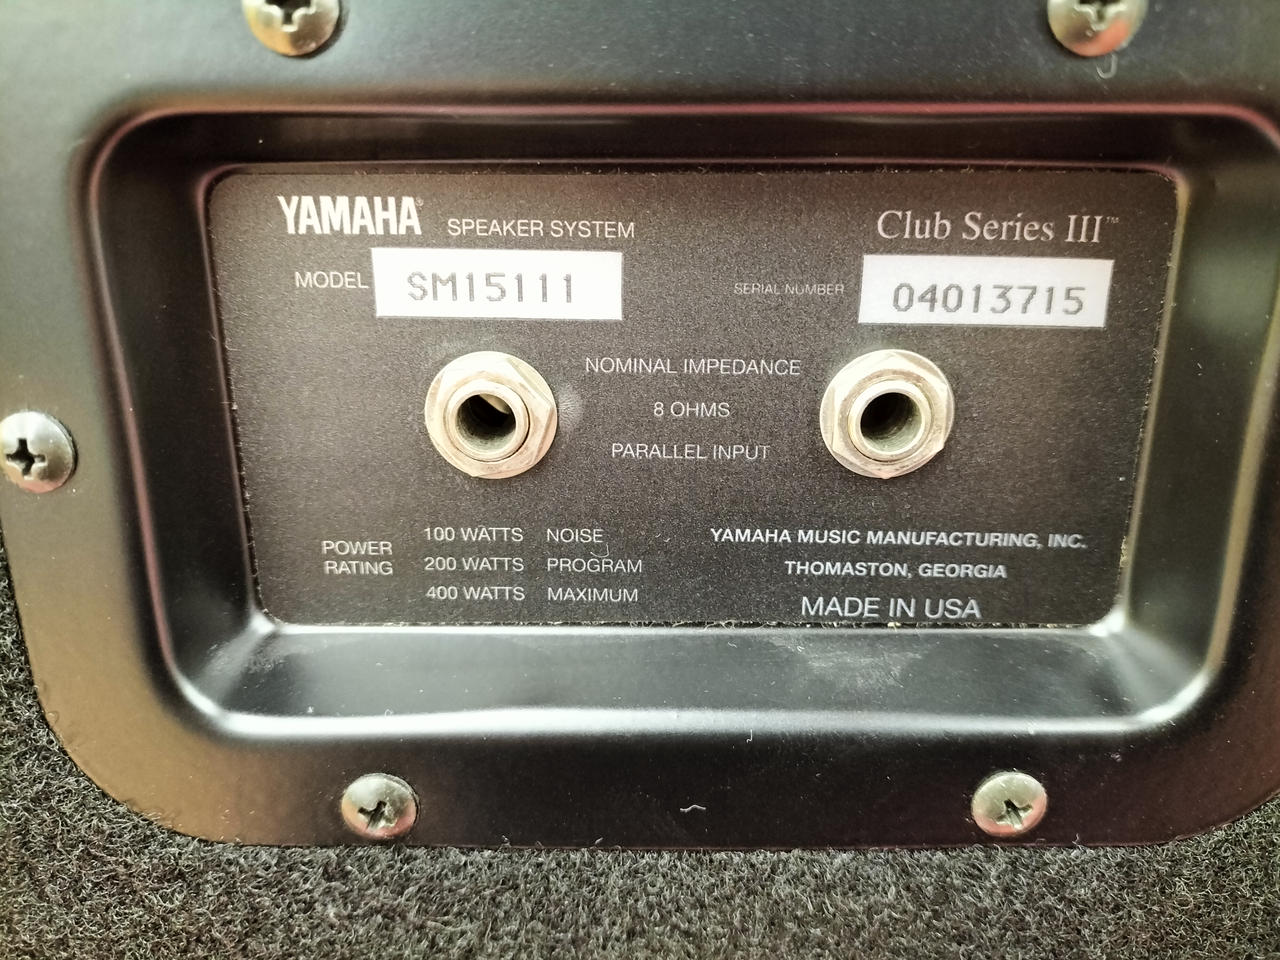 YAMAHA® SPEAKER SYSTEM
Club Series III™
MODEL SM15111
SERIAL NUMBER 04013715
NOMINAL IMPEDANCE
8 OHMS
PARALLEL INPUT
POWER RATING
100 WATTS NOISE
200 WATTS PROGRAM
400 WATTS MAXIMUM
YAMAHA MUSIC MANUFACTURING, INC.
THOMASTON, GEORGIA
MADE IN USA